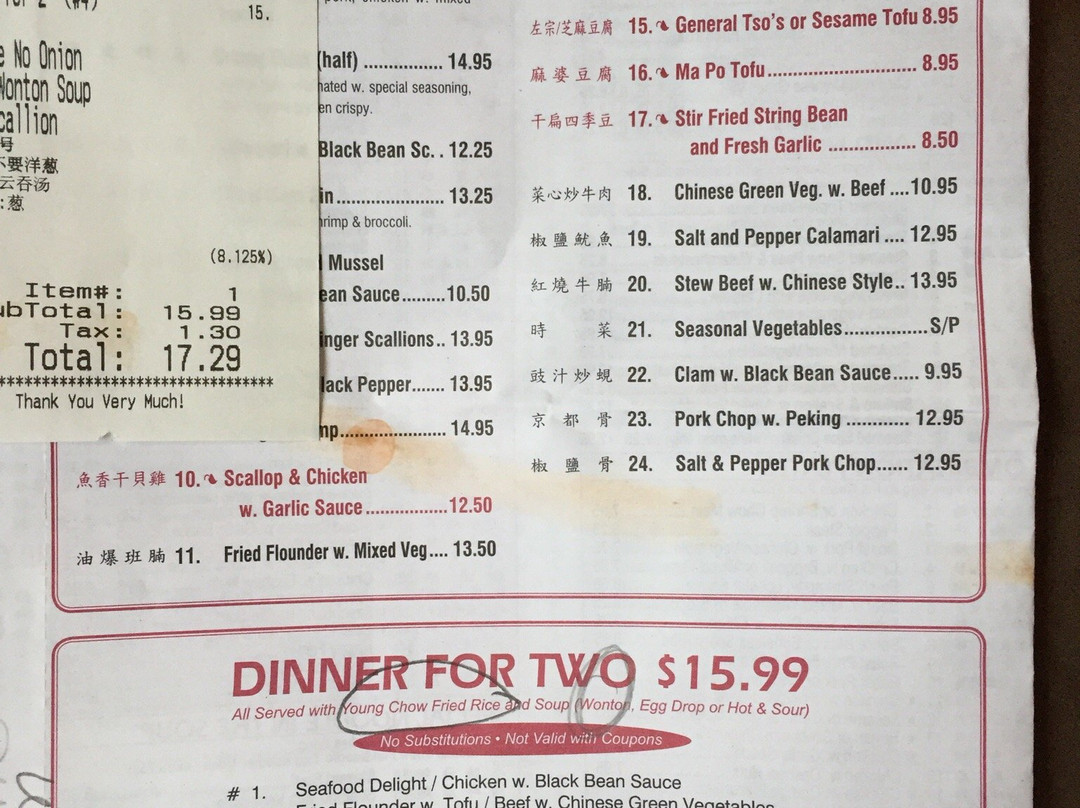 15.
No Onion
Wonton Soup
号
不要洋葱
云吞汤
:葱
(8.125%)
Item#: 1
ubTotal: 15.99
Tax: 1.30
Total: 17.29
*********************************
Thank You Very Much!
(half) ................ 14.95
nated w. special seasoning,
en crispy.
Black Bean Sc. . 12.25
in ...................... 13.25
hrimp & broccoli.
Mussel
ean Sauce.........10.50
inger Scallions.. 13.95
lack Pepper....... 13.95
mp..................... 14.95
魚香干貝雞 10. Scallop & Chicken
w. Garlic Sauce .................12.50
油爆班腩 11. Fried Flounder w. Mixed Veg.... 13.50
左宗/芝麻豆腐 15. General Tso's or Sesame Tofu 8.95
麻婆豆腐 16. Ma Po Tofu............................. 8.95
干扁四季豆 17. Stir Fried String Bean
and Fresh Garlic ................. 8.50
菜心炒牛肉 18. Chinese Green Veg. w. Beef ....10.95
椒鹽魷魚 19. Salt and Pepper Calamari .... 12.95
紅燒牛腩 20. Stew Beef w. Chinese Style.. 13.95
時菜 21. Seasonal Vegetables................S/P
豉汁炒蜆 22. Clam w. Black Bean Sauce..... 9.95
京都骨 23. Pork Chop w. Peking ............ 12.95
椒鹽骨 24. Salt & Pepper Pork Chop...... 12.95
DINNER FOR TWO $15.99
All Served with Young Chow Fried Rice and Soup (Wonton, Egg Drop or Hot & Sour)
No Substitutions • Not Valid with Coupons
# 1. Seafood Delight / Chicken w. Black Bean Sauce
Fried Flounder w. Tofu / Beef w. Chinese Green Vegetables